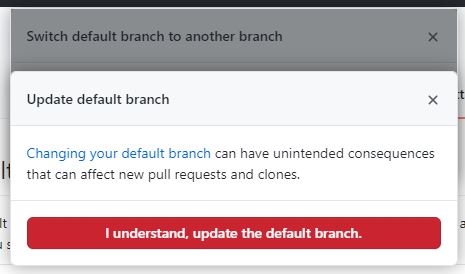 Switch default branch to another branch
Update default branch
Changing your default branch can have unintended consequences
that can affect new pull requests and clones.
I understand, update the default branch.